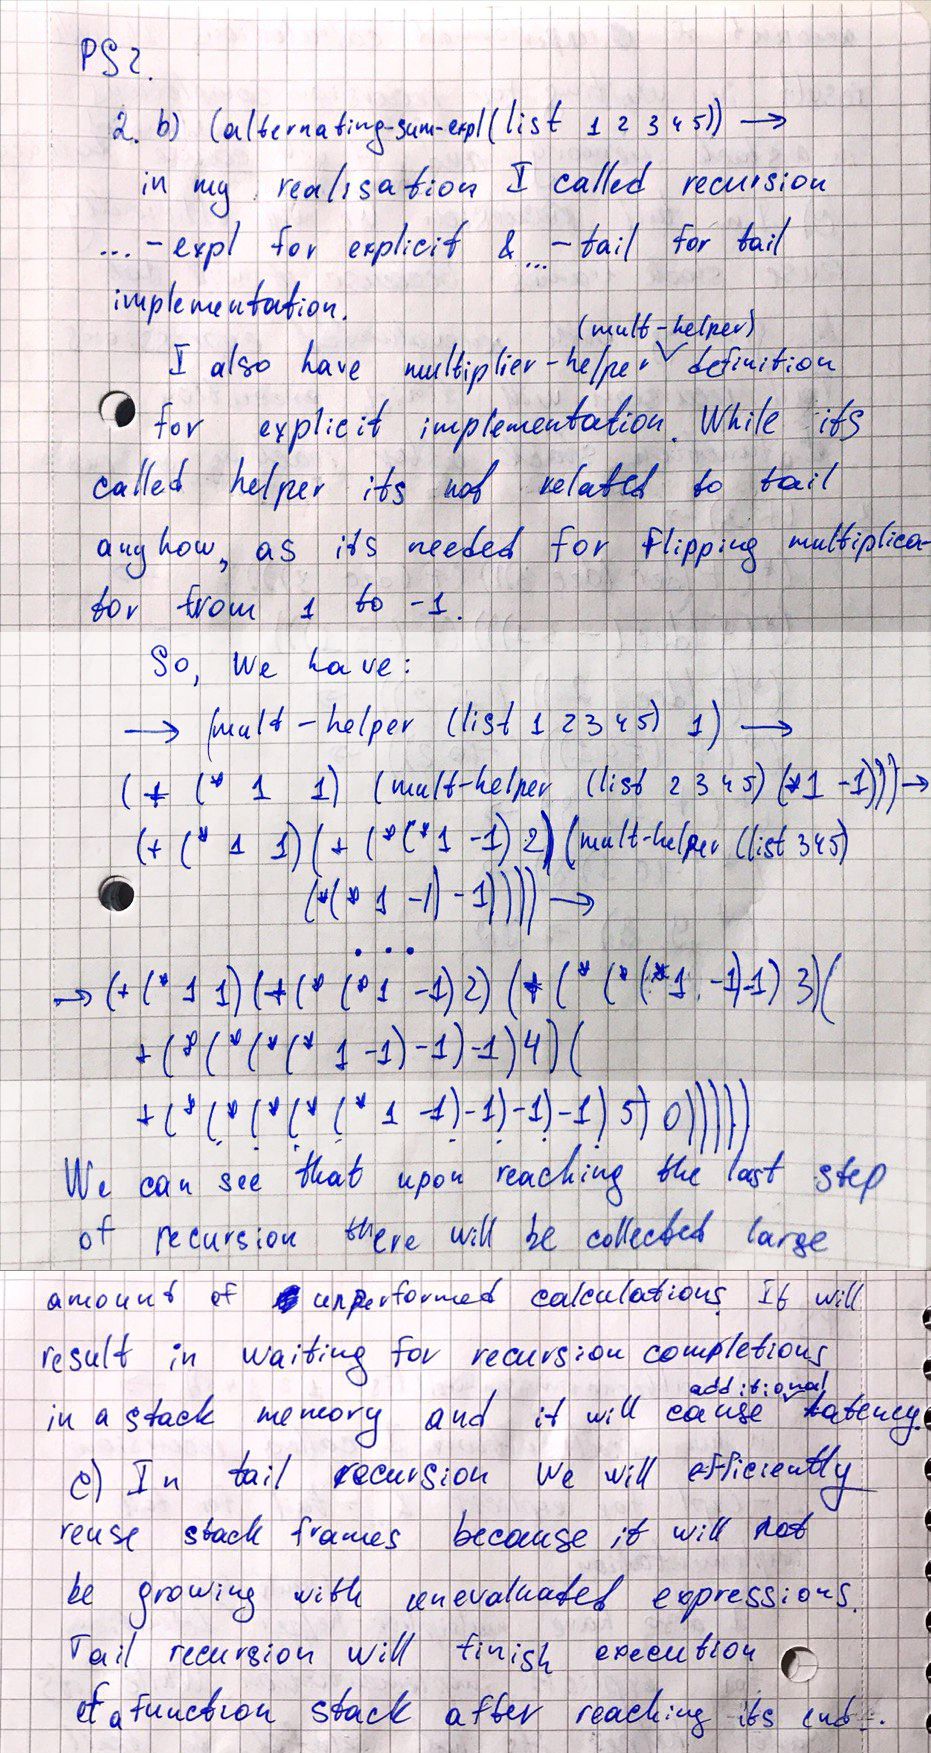 PS2.
2. b) (alternating-sum-expl(list 1 2 3 4 5)) →
in my realisation I called recursion
...-expl for explicit & ...-tail for tail
implementation.
(mult-helper)
I also have multiplier-helper definition
for explicit implementation. While its
called helper its not related to tail
anyhow, as its needed for flipping multiplica-
tor from 1 to -1.
So, we have:
→ (mult-helper (list 1 2 3 4 5) 1) →
(+ (* 1 1) (mult-helper (list 2 3 4 5) (*1 -1))) →
(+ (* 1 1) (+ (*(*1 -1) 2) (mult-helper (list 3 4 5)
(*(* 1 -1) -1)))) →
...
→ (+ (* 1 1) (+ (* (*1 -1) 2) (+ (* (* (*1 -1) -1) 3) (
+ (* (* (* (* 1 -1) -1) -1) 4) (
+ (* (* (* (* (* 1 -1) -1) -1) -1) 5) 0)))))
We can see that upon reaching the last step
of recursion there will be collected large
amount of unperformed calculations. It will
result in waiting for recursion completions
additional
in a stack memory and it will cause latency.
c) In tail recursion we will efficiently
reuse stack frames because it will not
be growing with unevaluated expressions.
Tail recursion will finish execution
of a function stack after reaching its end.